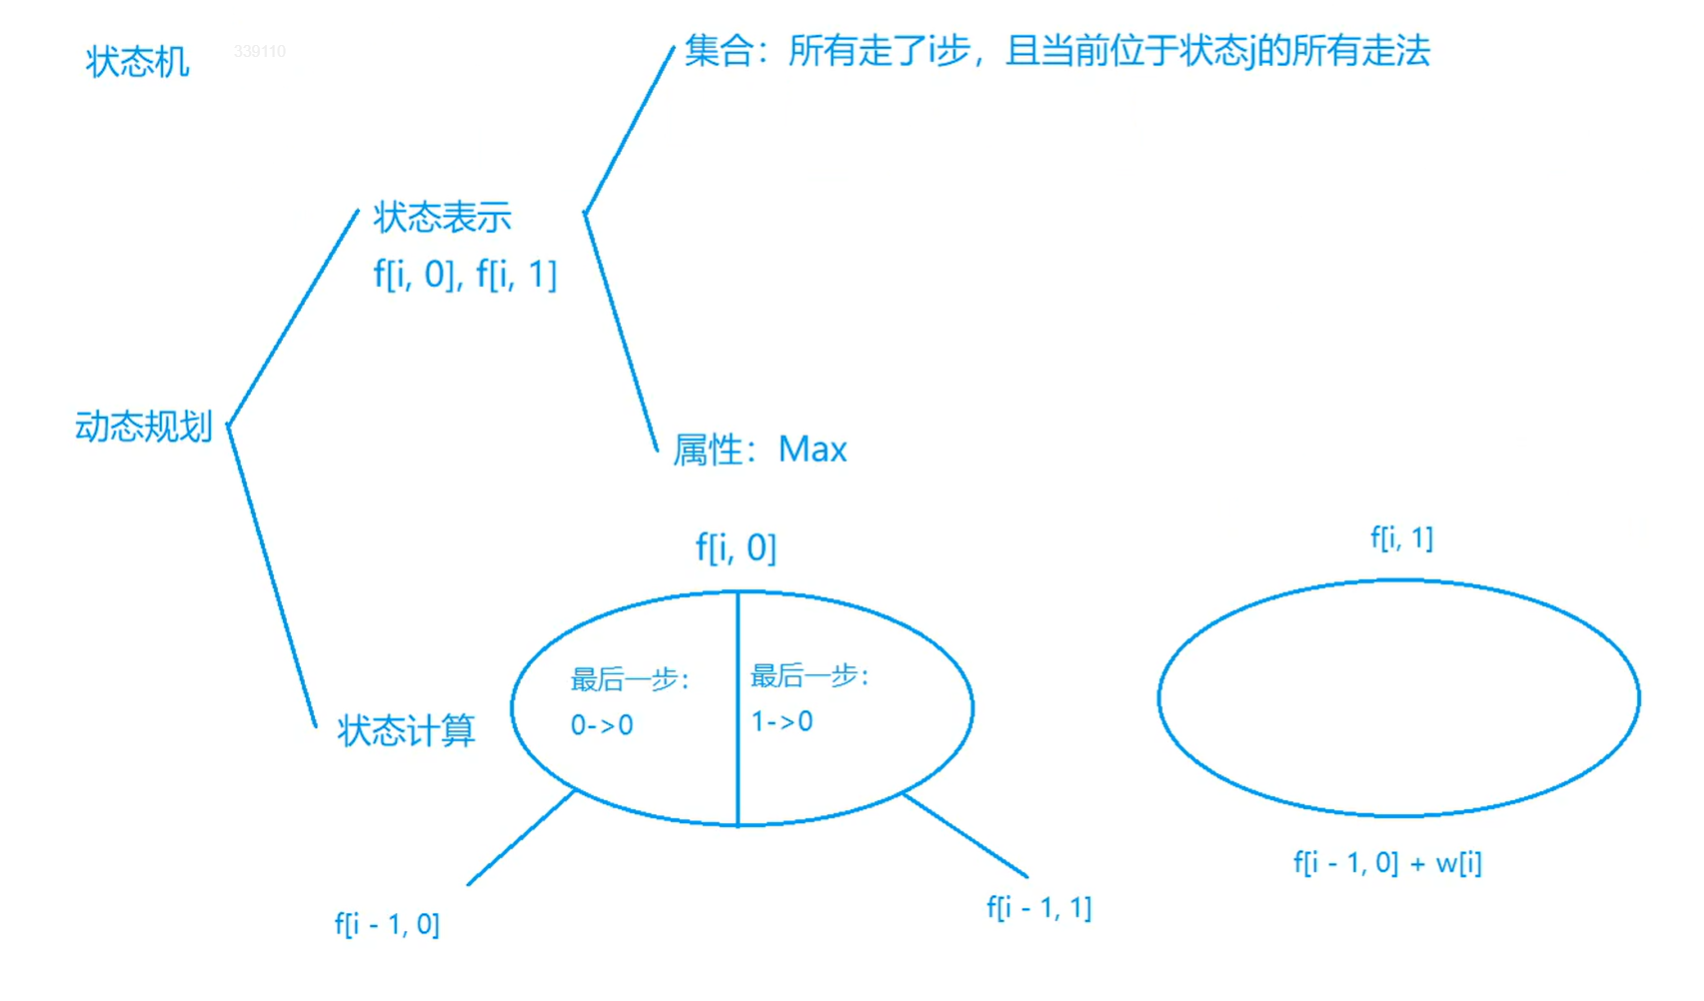 状态机
339110
集合：所有走了i步，且当前位于状态j的所有走法
状态表示
f[i, 0], f[i, 1]
动态规划
属性：Max
f[i, 0]
f[i, 1]
最后一步：
0->0
最后一步：
1->0
状态计算
f[i - 1, 0]
f[i - 1, 1]
f[i - 1, 0] + w[i]